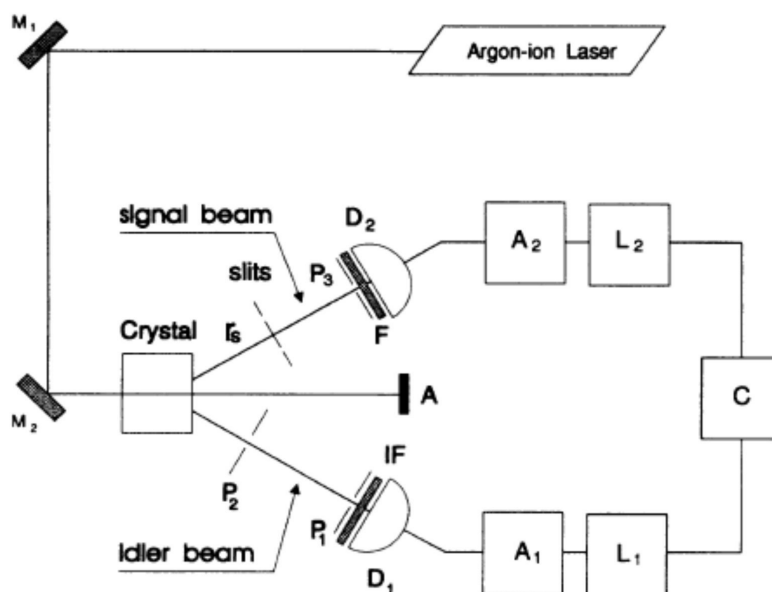 M1
Argon-ion Laser
signal beam
D2
A2
L2
slits
P3
Crystal
rs
F
M2
A
C
P2
IF
P1
idler beam
D1
A1
L1